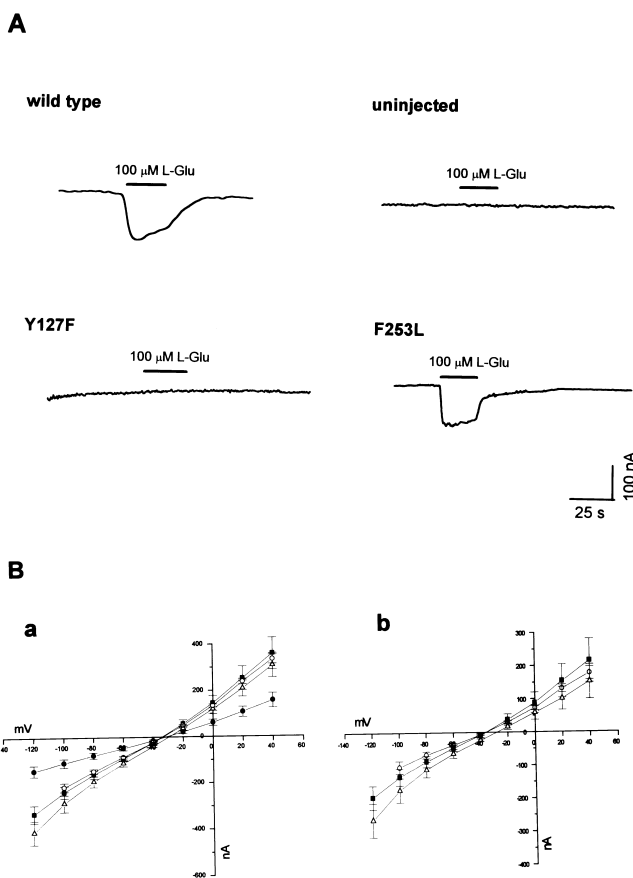 A
wild type
uninjected
100 µM L-Glu
100 µM L-Glu
Y127F
F253L
100 µM L-Glu
100 µM L-Glu
100 nA
25 s
B
a
b
400
200
0
-200
-400
-600
mV
40 -120 -100 -80 -60 -40 -20 0 20 40 60
nA
300
200
100
0
-100
-200
-300
-400
mV
-140 -120 -100 -80 -60 -40 -20 0 20 40 60
nA